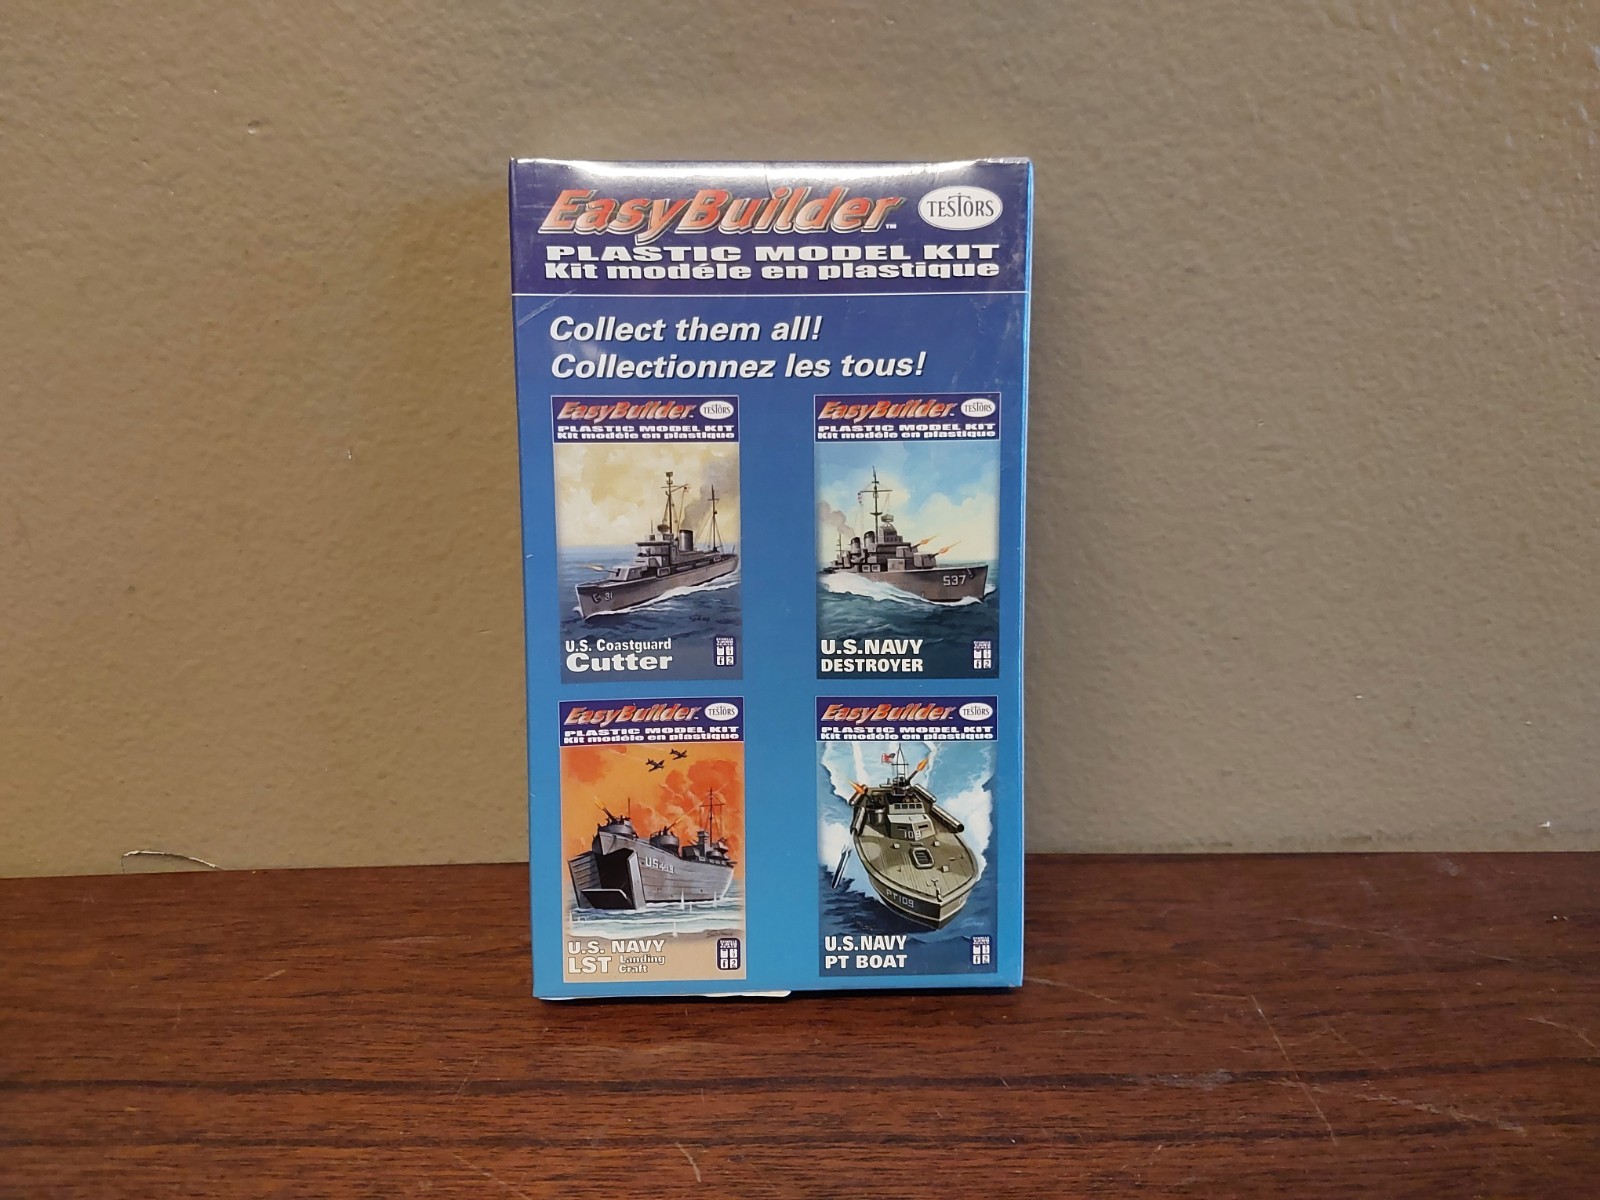 EasyBuilder™ TESTORS
PLASTIC MODEL KIT
Kit modéle en plastique
Collect them all!
Collectionnez les tous!
EasyBuilder TESTORS
PLASTIC MODEL KIT
Kit modéle en plastique
31
U.S. Coastguard
Cutter
EasyBuilder TESTORS
PLASTIC MODEL KIT
Kit modéle en plastique
537
U.S.NAVY
DESTROYER
EasyBuilder TESTORS
PLASTIC MODEL KIT
Kit modéle en plastique
U.S. NAVY
LST Landing
Craft
EasyBuilder TESTORS
PLASTIC MODEL KIT
Kit modéle en plastique
109
PT109
U.S.NAVY
PT BOAT